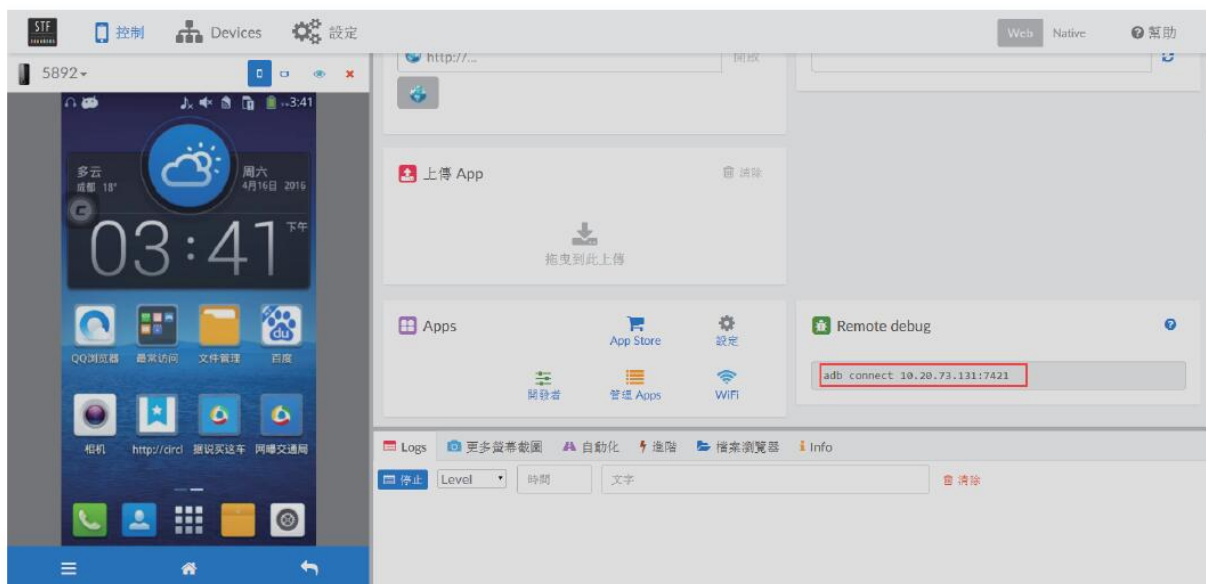 STF
控制
Devices
設定
Web
Native
幫助
5892
3:41
http://...
開啟
多云
成都 18°
周六
4月16日 2016
03:41
下午
上傳 App
清除
拖曳到此上傳
QQ浏览器
最常访问
文件管理
百度
Apps
App Store
設定
開發者
管理 Apps
WiFi
Remote debug
adb connect 10.20.73.131:7421
相机
http://circl
据说买这车
网曝交通局
Logs
更多螢幕截圖
自動化
進階
檔案瀏覽器
Info
停止
Level
時間
文字
清除